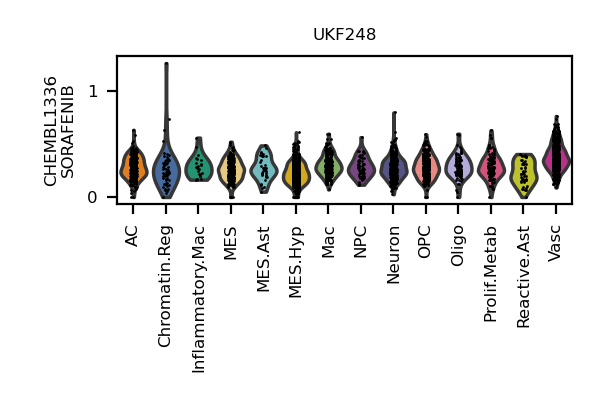 UKF248
CHEMBL1336
SORAFENIB
1
0
AC
Chromatin.Reg
Inflammatory.Mac
MES
MES.Ast
MES.Hyp
Mac
NPC
Neuron
OPC
Oligo
Prolif.Metab
Reactive.Ast
Vasc